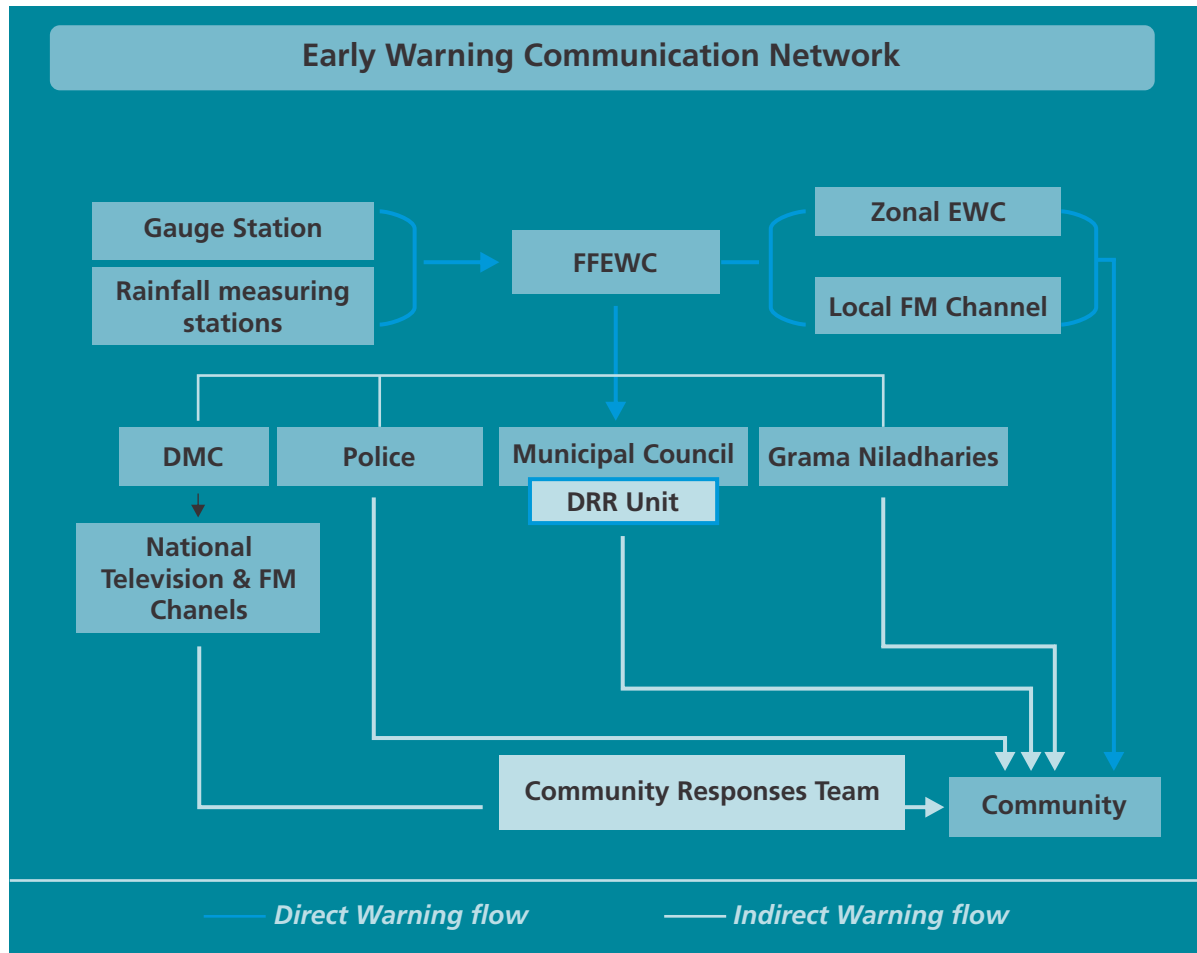 Early Warning Communication Network
Gauge Station
Rainfall measuring
stations
FFEWC
Zonal EWC
Local FM Channel
DMC
Police
Municipal Council
DRR Unit
Grama Niladharies
National
Television & FM
Chanels
Community Responses Team
Community
Direct Warning flow
Indirect Warning flow